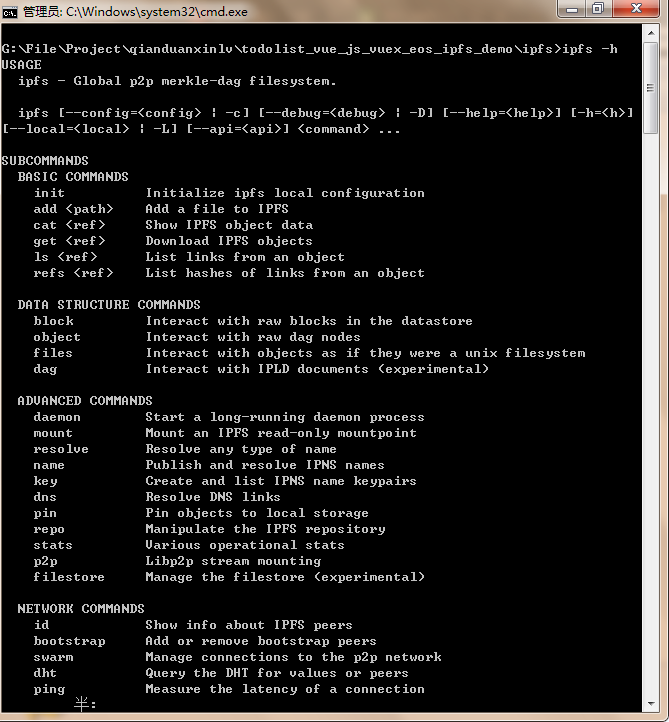 管理员: C:\Windows\system32\cmd.exe
G:\File\Project\qianduanxinlv\todolist_vue_js_vuex_eos_ipfs_demo\ipfs>ipfs -h
USAGE
ipfs - Global p2p merkle-dag filesystem.
ipfs [--config=<config> | -c] [--debug=<debug> | -D] [--help=<help>] [-h=<h>]
[--local=<local> | -L] [--api=<api>] <command> ...
SUBCOMMANDS
BASIC COMMANDS
init Initialize ipfs local configuration
add <path> Add a file to IPFS
cat <ref> Show IPFS object data
get <ref> Download IPFS objects
ls <ref> List links from an object
refs <ref> List hashes of links from an object
DATA STRUCTURE COMMANDS
block Interact with raw blocks in the datastore
object Interact with raw dag nodes
files Interact with objects as if they were a unix filesystem
dag Interact with IPLD documents (experimental)
ADVANCED COMMANDS
daemon Start a long-running daemon process
mount Mount an IPFS read-only mountpoint
resolve Resolve any type of name
name Publish and resolve IPNS names
key Create and list IPNS name keypairs
dns Resolve DNS links
pin Pin objects to local storage
repo Manipulate the IPFS repository
stats Various operational stats
p2p Libp2p stream mounting
filestore Manage the filestore (experimental)
NETWORK COMMANDS
id Show info about IPFS peers
bootstrap Add or remove bootstrap peers
swarm Manage connections to the p2p network
dht Query the DHT for values or peers
ping Measure the latency of a connection
半: